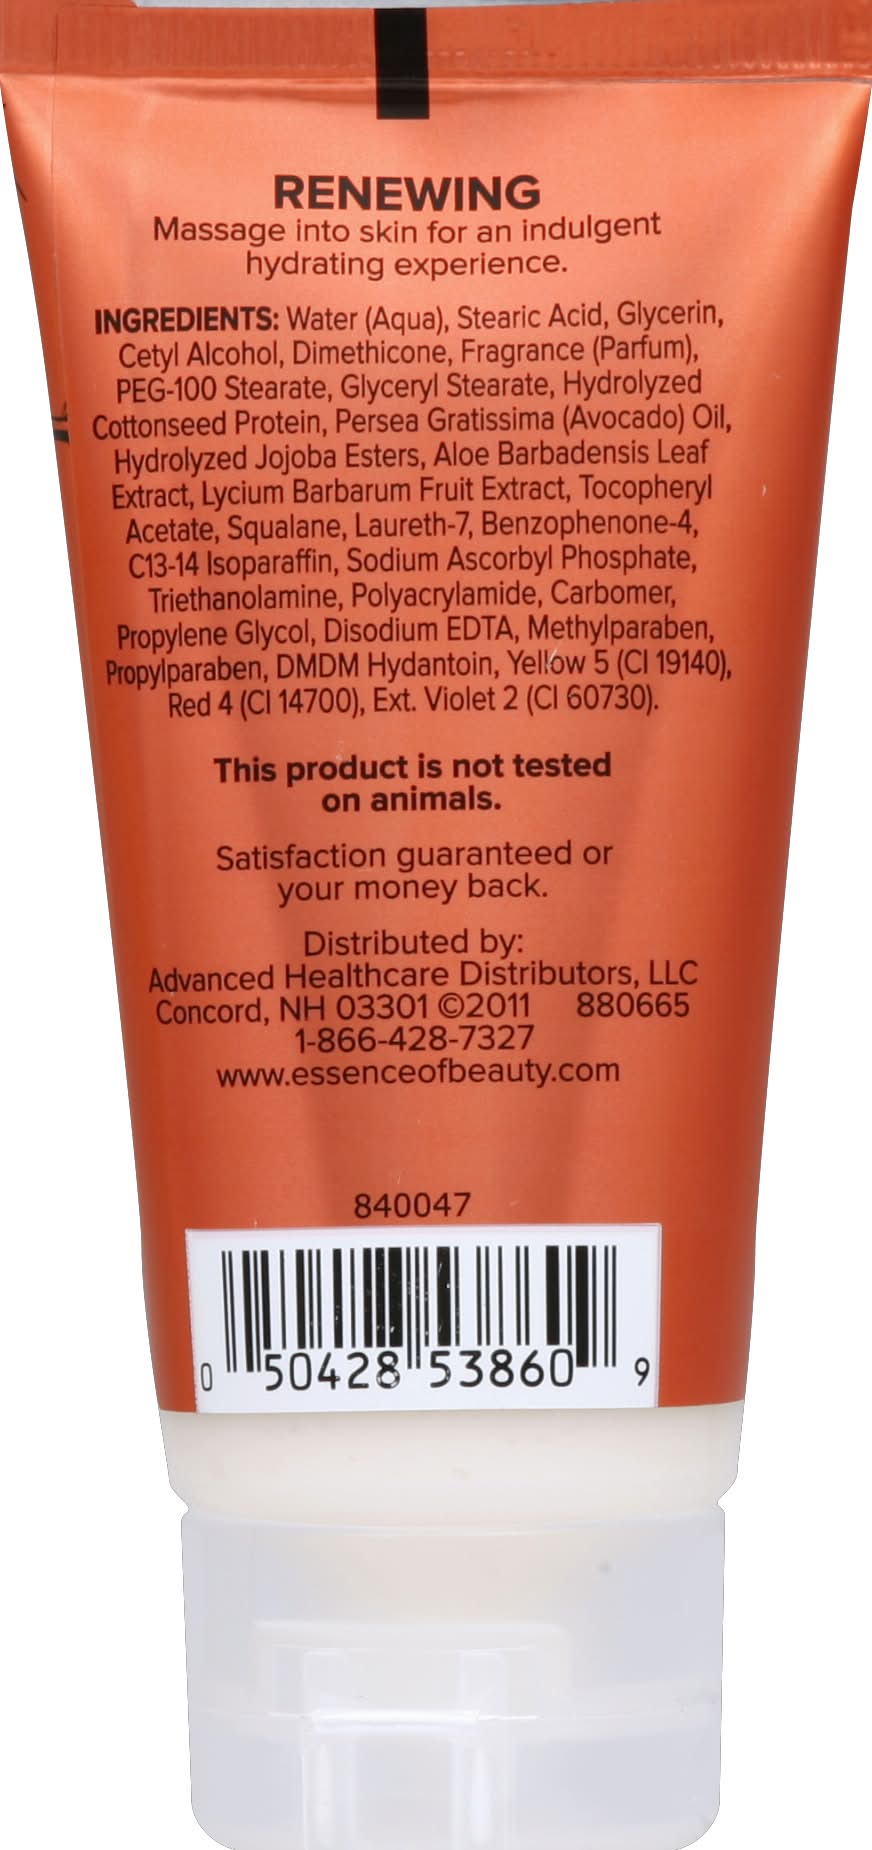 RENEWING
Massage into skin for an indulgent
hydrating experience.
INGREDIENTS: Water (Aqua), Stearic Acid, Glycerin,
Cetyl Alcohol, Dimethicone, Fragrance (Parfum),
PEG-100 Stearate, Glyceryl Stearate, Hydrolyzed
Cottonseed Protein, Persea Gratissima (Avocado) Oil,
Hydrolyzed Jojoba Esters, Aloe Barbadensis Leaf
Extract, Lycium Barbarum Fruit Extract, Tocopheryl
Acetate, Squalane, Laureth-7, Benzophenone-4,
C13-14 Isoparaffin, Sodium Ascorbyl Phosphate,
Triethanolamine, Polyacrylamide, Carbomer,
Propylene Glycol, Disodium EDTA, Methylparaben,
Propylparaben, DMDM Hydantoin, Yellow 5 (CI 19140),
Red 4 (CI 14700), Ext. Violet 2 (CI 60730).
This product is not tested
on animals.
Satisfaction guaranteed or
your money back.
Distributed by:
Advanced Healthcare Distributors, LLC
Concord, NH 03301 ©2011 880665
1-866-428-7327
www.essenceofbeauty.com
840047
0 50428 53860 9